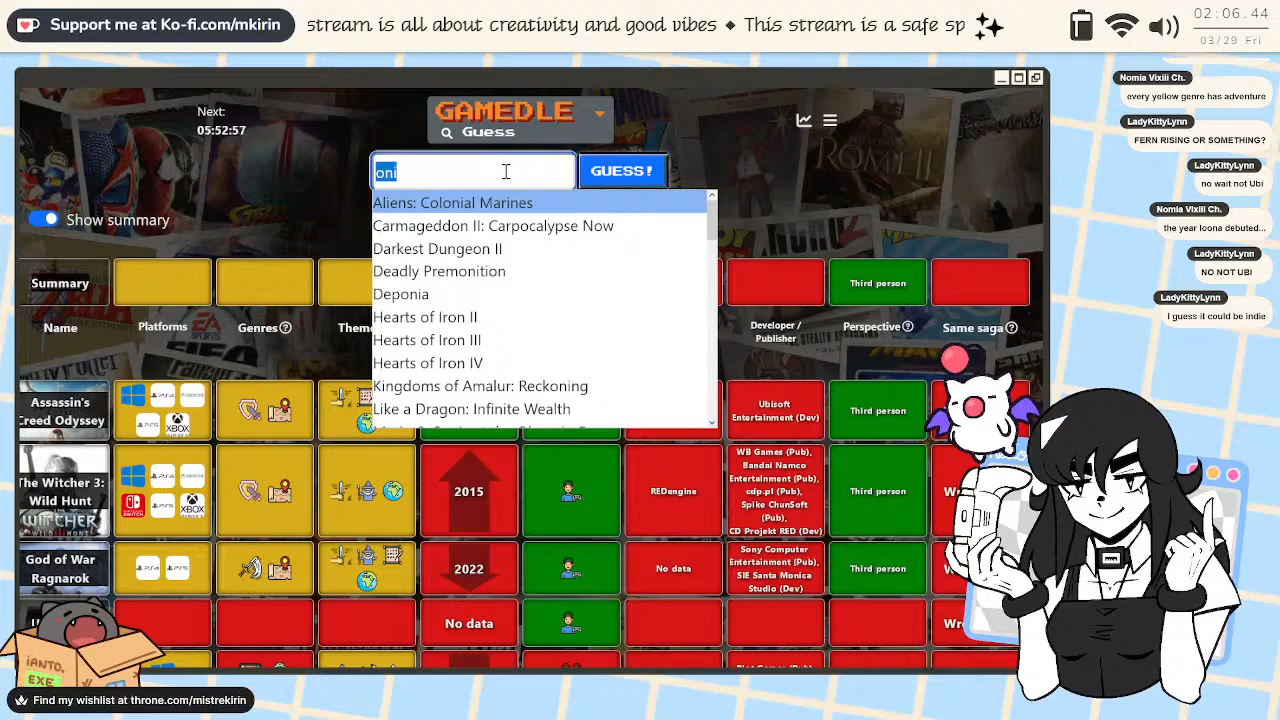 Support me at Ko-fi.com/mkirin
stream is all about creativity and good vibes ◆ This stream is a safe sp
02:06.44
03/29 Fri
Next:
05:52:57
GAMEDLE
Guess
oni
GUESS!
Show summary
Aliens: Colonial Marines
Carmageddon II: Carpocalypse Now
Darkest Dungeon II
Deadly Premonition
Deponia
Hearts of Iron II
Hearts of Iron III
Hearts of Iron IV
Kingdoms of Amalur: Reckoning
Like a Dragon: Infinite Wealth
Summary
Third person
Name
Platforms
Genres
Them
Developer /
Publisher
Perspective
Same saga
Assassin's
Creed Odyssey
Ubisoft
Entertainment (Dev)
Third person
The Witcher 3:
Wild Hunt
2015
REDengine
WB Games (Pub),
Bandai Namco
Entertainment (Pub),
cdp.pl (Pub),
Spike ChunSoft
(Pub),
CD Projekt RED (Dev)
Third person
God of War
Ragnarok
2022
No data
Sony Computer
Entertainment (Pub),
SIE Santa Monica
Studio (Dev)
Third person
No data
Nomia Vixiii Ch.
every yellow genre has adventure
LadyKittyLynn
FERN RISING OR SOMETHING?
LadyKittyLynn
no wait not Ubi
Nomia Vixiii Ch.
the year loona debuted...
LadyKittyLynn
NO NOT UBI
LadyKittyLynn
I guess it could be indie
iANTO.
EXE
Find my wishlist at throne.com/mistrekirin